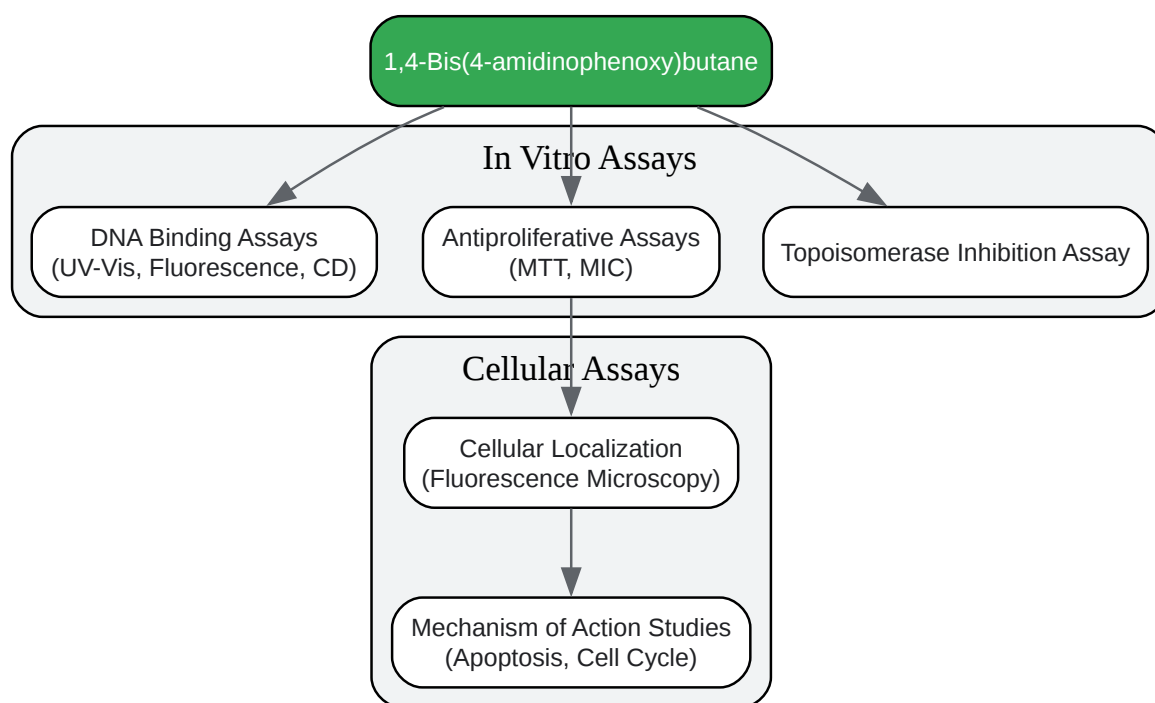 1,4-Bis(4-amidinophenoxy)butane
In Vitro Assays
DNA Binding Assays
(UV-Vis, Fluorescence, CD)
Antiproliferative Assays
(MTT, MIC)
Topoisomerase Inhibition Assay
Cellular Assays
Cellular Localization
(Fluorescence Microscopy)
Mechanism of Action Studies
(Apoptosis, Cell Cycle)